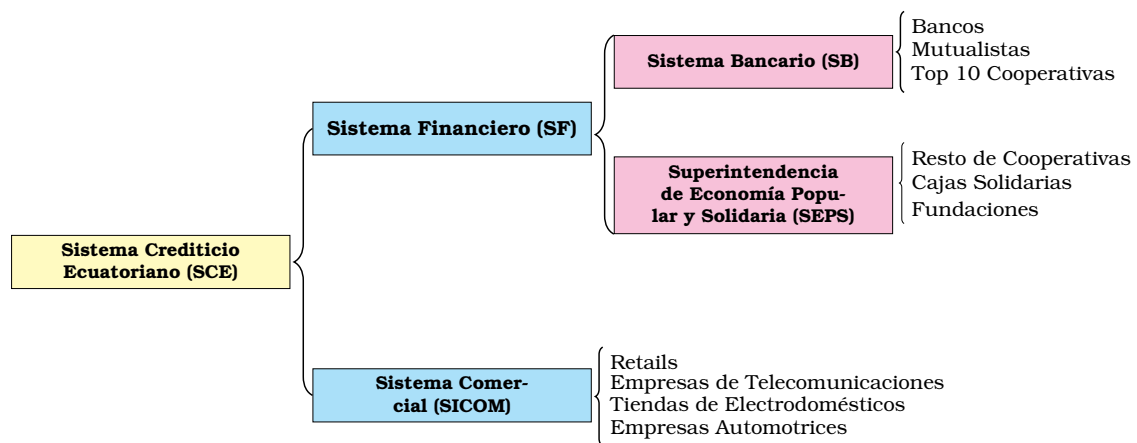 Sistema Crediticio
Ecuatoriano (SCE)
Sistema Financiero (SF)
Sistema Bancario (SB)
Bancos
Mutualistas
Top 10 Cooperativas
Superintendencia
de Economía Popu-
lar y Solidaria (SEPS)
Resto de Cooperativas
Cajas Solidarias
Fundaciones
Sistema Comer-
cial (SICOM)
Retails
Empresas de Telecomunicaciones
Tiendas de Electrodomésticos
Empresas Automotrices